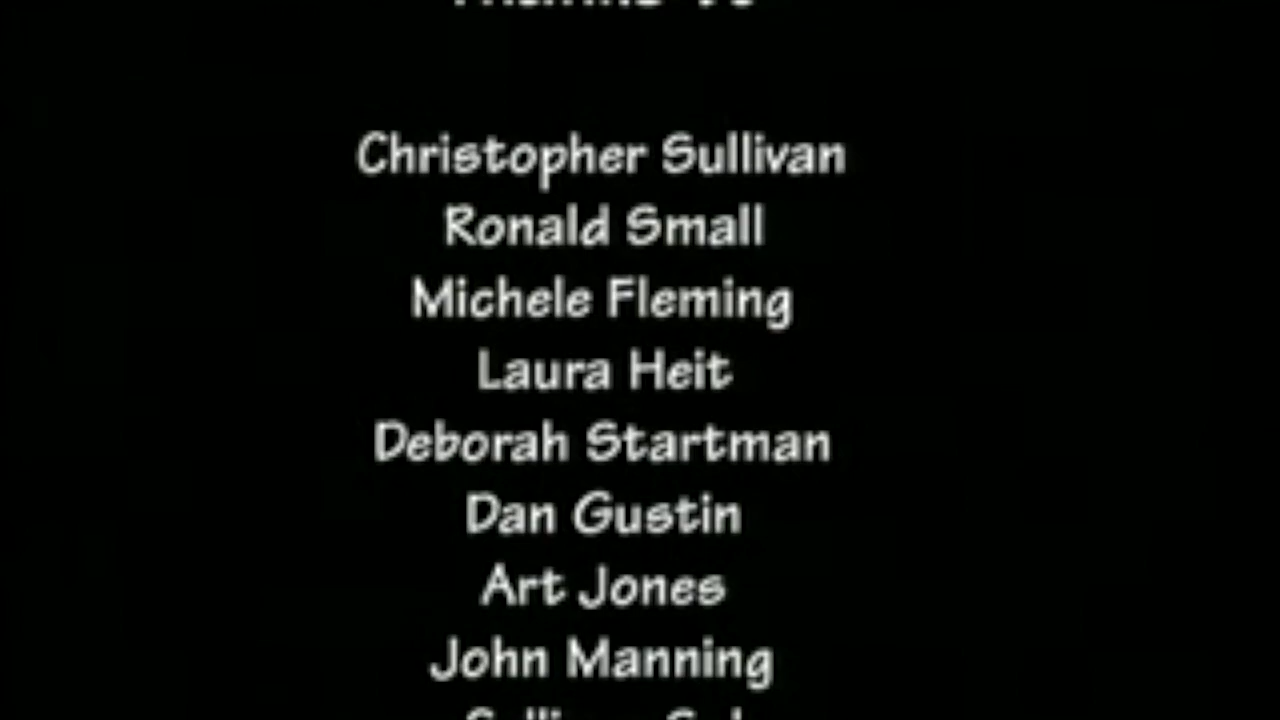 Christopher Sullivan
Ronald Small
Michele Fleming
Laura Heit
Deborah Startman
Dan Gustin
Art Jones
John Manning